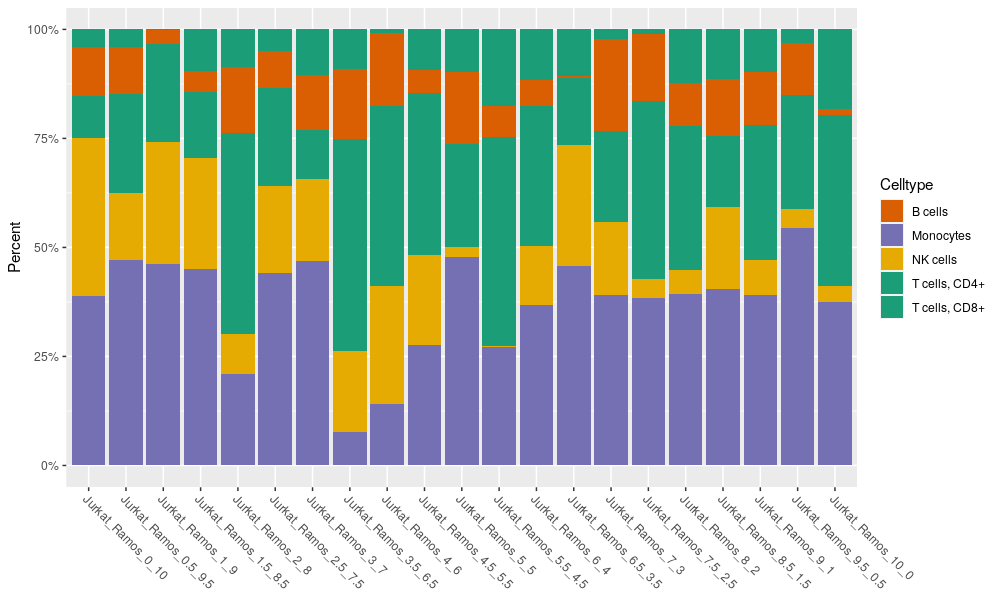 100%
75%
50%
25%
0%
Percent
Jurkat_Ramos_0_10
Jurkat_Ramos_0.5_9.5
Jurkat_Ramos_1_9
Jurkat_Ramos_1.5_8.5
Jurkat_Ramos_2_8
Jurkat_Ramos_2.5_7.5
Jurkat_Ramos_3_7
Jurkat_Ramos_3.5_6.5
Jurkat_Ramos_4_6
Jurkat_Ramos_4.5_5.5
Jurkat_Ramos_5_5
Jurkat_Ramos_5.5_4.5
Jurkat_Ramos_6_4
Jurkat_Ramos_6.5_3.5
Jurkat_Ramos_7_3
Jurkat_Ramos_7.5_2.5
Jurkat_Ramos_8_2
Jurkat_Ramos_8.5_1.5
Jurkat_Ramos_9_1
Jurkat_Ramos_9.5_0.5
Jurkat_Ramos_10_0
Celltype
B cells
Monocytes
NK cells
T cells, CD4+
T cells, CD8+